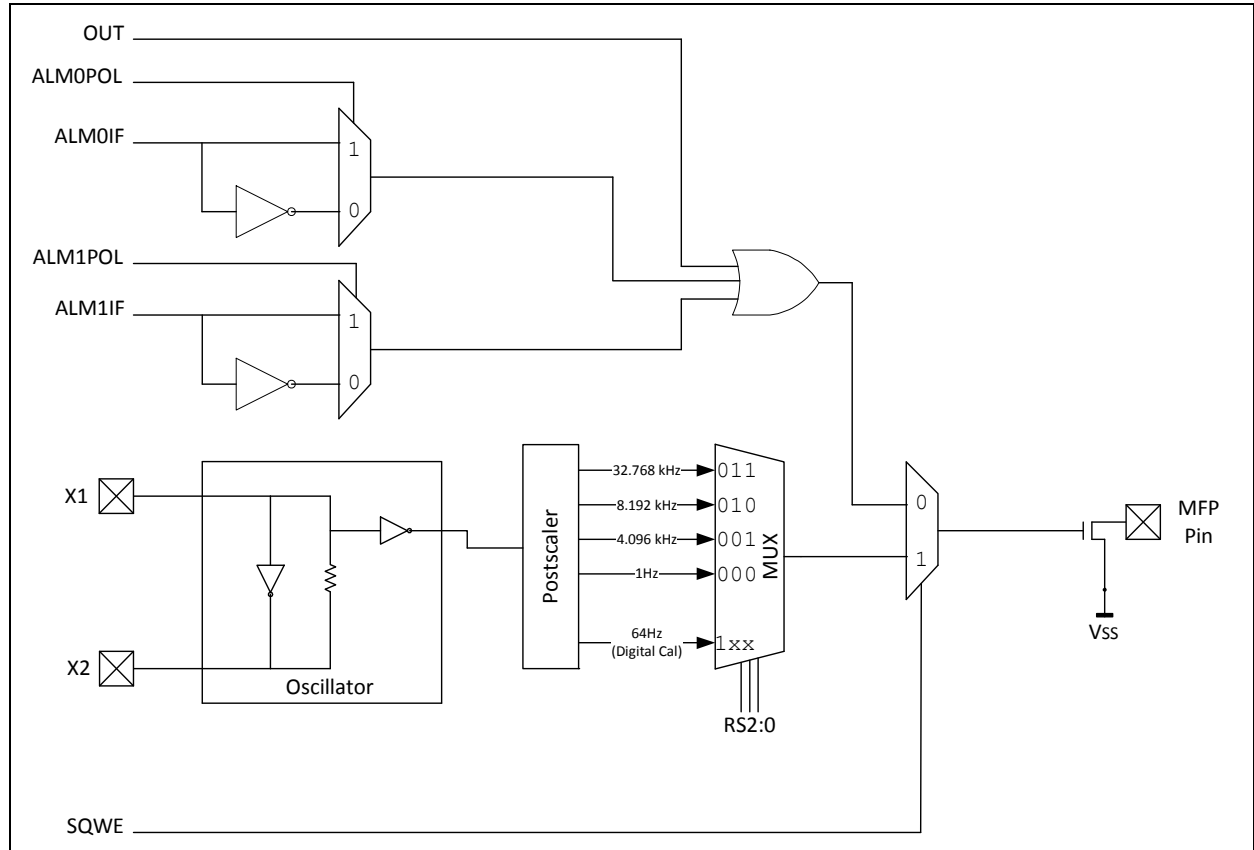 OUT
ALM0POL
ALM0IF
1
0
ALM1POL
ALM1IF
1
0
X1
X2
Oscillator
Postscaler
32.768 kHz
8.192 kHz
4.096 kHz
1Hz
64Hz
(Digital Cal)
011
010
001
000
1xx
MUX
RS2:0
0
1
MFP
Pin
VSS
SQWE